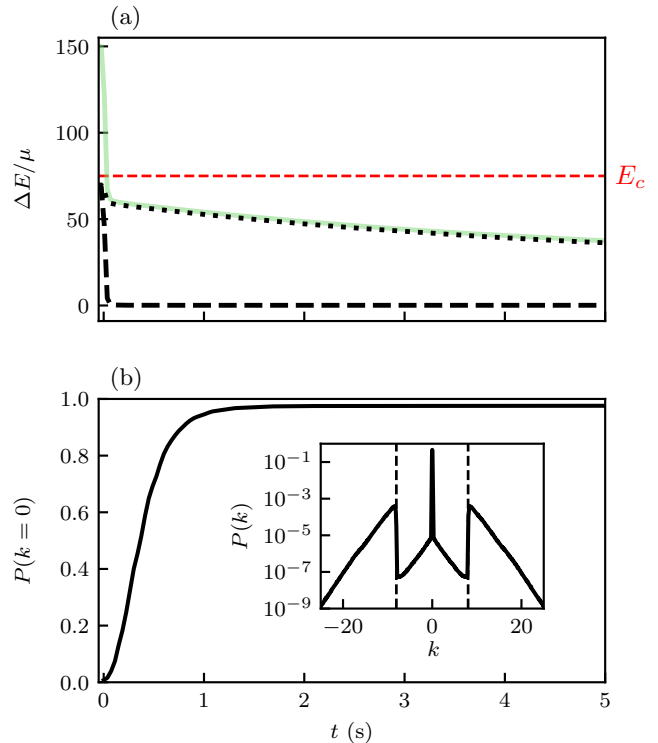 (a)
150
100
50
0
ΔE/μ
E_c
(b)
1.0
0.8
0.6
0.4
0.2
0.0
P(k = 0)
10^{-1}
10^{-3}
10^{-5}
10^{-7}
10^{-9}
P(k)
−20 0 20
k
0 1 2 3 4 5
t (s)